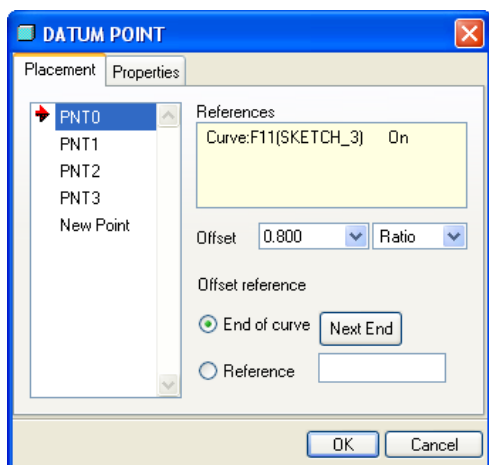 DATUM POINT
Placement Properties
PNT0
PNT1
PNT2
PNT3
New Point
References
Curve:F11(SKETCH_3) On
Offset 0.800 Ratio
Offset reference
End of curve Next End
Reference
OK Cancel